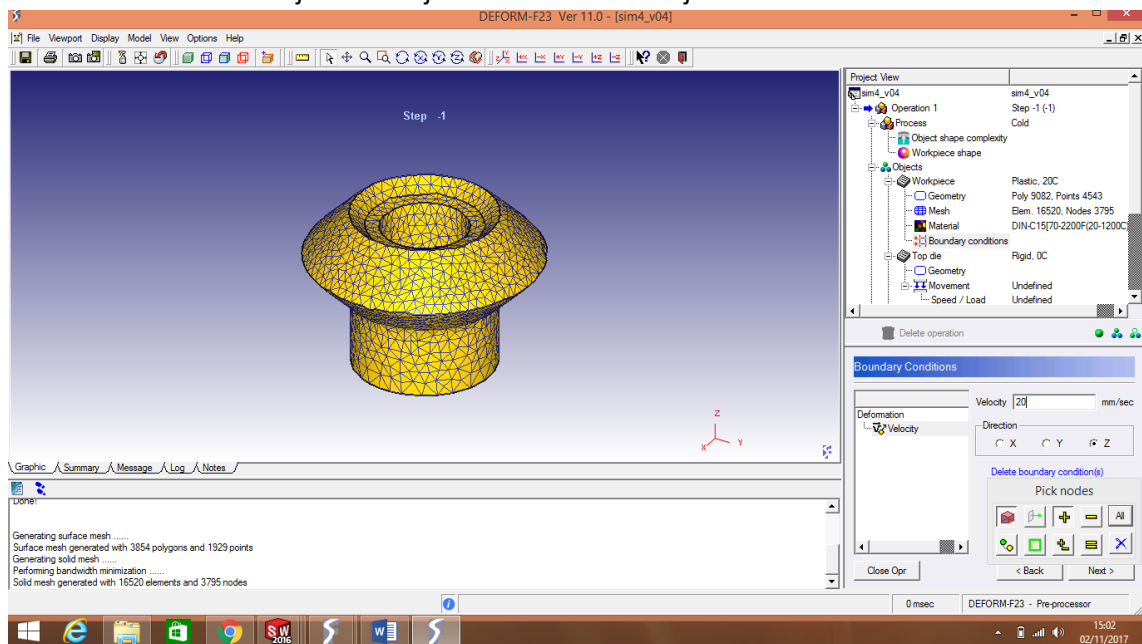 DEFORM-F23 Ver 11.0 - [sim4_v04]
File Viewport Display Model View Options Help
Step -1
Z
X Y
Graphic Summary Message Log Notes
Done!
Generating surface mesh ......
Surface mesh generated with 3854 polygons and 1929 points
Generating solid mesh ......
Performing bandwidth minimization ......
Solid mesh generated with 16520 elements and 3795 nodes
Project View
sim4_v04 sim4_v04
Operation 1 Step -1 (-1)
Process Cold
Object shape complexity
Workpiece shape
Objects
Workpiece Plastic, 20C
Geometry Poly 9082, Points 4543
Mesh Elem. 16520, Nodes 3795
Material DIN-C15[70-2200F(20-1200C)
Boundary conditions
Top die Rigid, 0C
Geometry
Movement Undefined
Speed / Load Undefined
Delete operation
Boundary Conditions
Velocity 20 mm/sec
Deformation
Velocity
Direction
X Y Z
Delete boundary condition(s)
Pick nodes
All
Close Opr < Back Next >
0 msec DEFORM-F23 - Pre-processor
SW
2016
15:02
02/11/2017